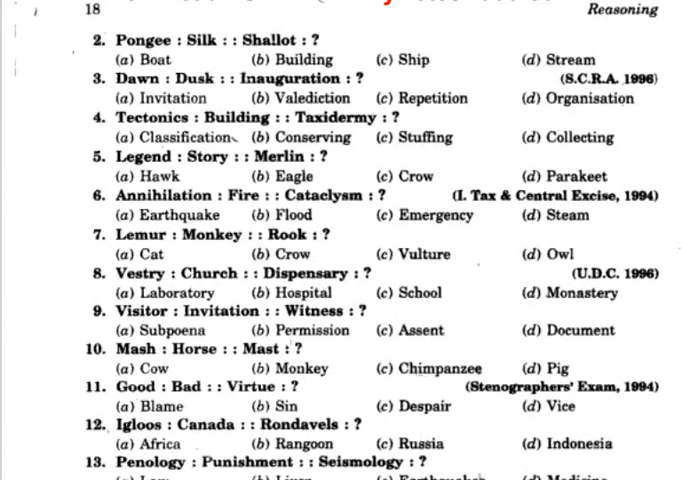 18 Reasoning
2. Pongee : Silk : : Shallot : ?
(a) Boat (b) Building (c) Ship (d) Stream
3. Dawn : Dusk : : Inauguration : ? (S.C.R.A. 1996)
(a) Invitation (b) Valediction (c) Repetition (d) Organisation
4. Tectonics : Building : : Taxidermy : ?
(a) Classification (b) Conserving (c) Stuffing (d) Collecting
5. Legend : Story : : Merlin : ?
(a) Hawk (b) Eagle (c) Crow (d) Parakeet
6. Annihilation : Fire : : Cataclysm : ? (I. Tax & Central Excise, 1994)
(a) Earthquake (b) Flood (c) Emergency (d) Steam
7. Lemur : Monkey : : Rook : ?
(a) Cat (b) Crow (c) Vulture (d) Owl
8. Vestry : Church : : Dispensary : ? (U.D.C. 1996)
(a) Laboratory (b) Hospital (c) School (d) Monastery
9. Visitor : Invitation : : Witness : ?
(a) Subpoena (b) Permission (c) Assent (d) Document
10. Mash : Horse : : Mast : ?
(a) Cow (b) Monkey (c) Chimpanzee (d) Pig
11. Good : Bad : : Virtue : ? (Stenographers' Exam, 1994)
(a) Blame (b) Sin (c) Despair (d) Vice
12. Igloos : Canada : : Rondavels : ?
(a) Africa (b) Rangoon (c) Russia (d) Indonesia
13. Penology : Punishment : : Seismology : ?